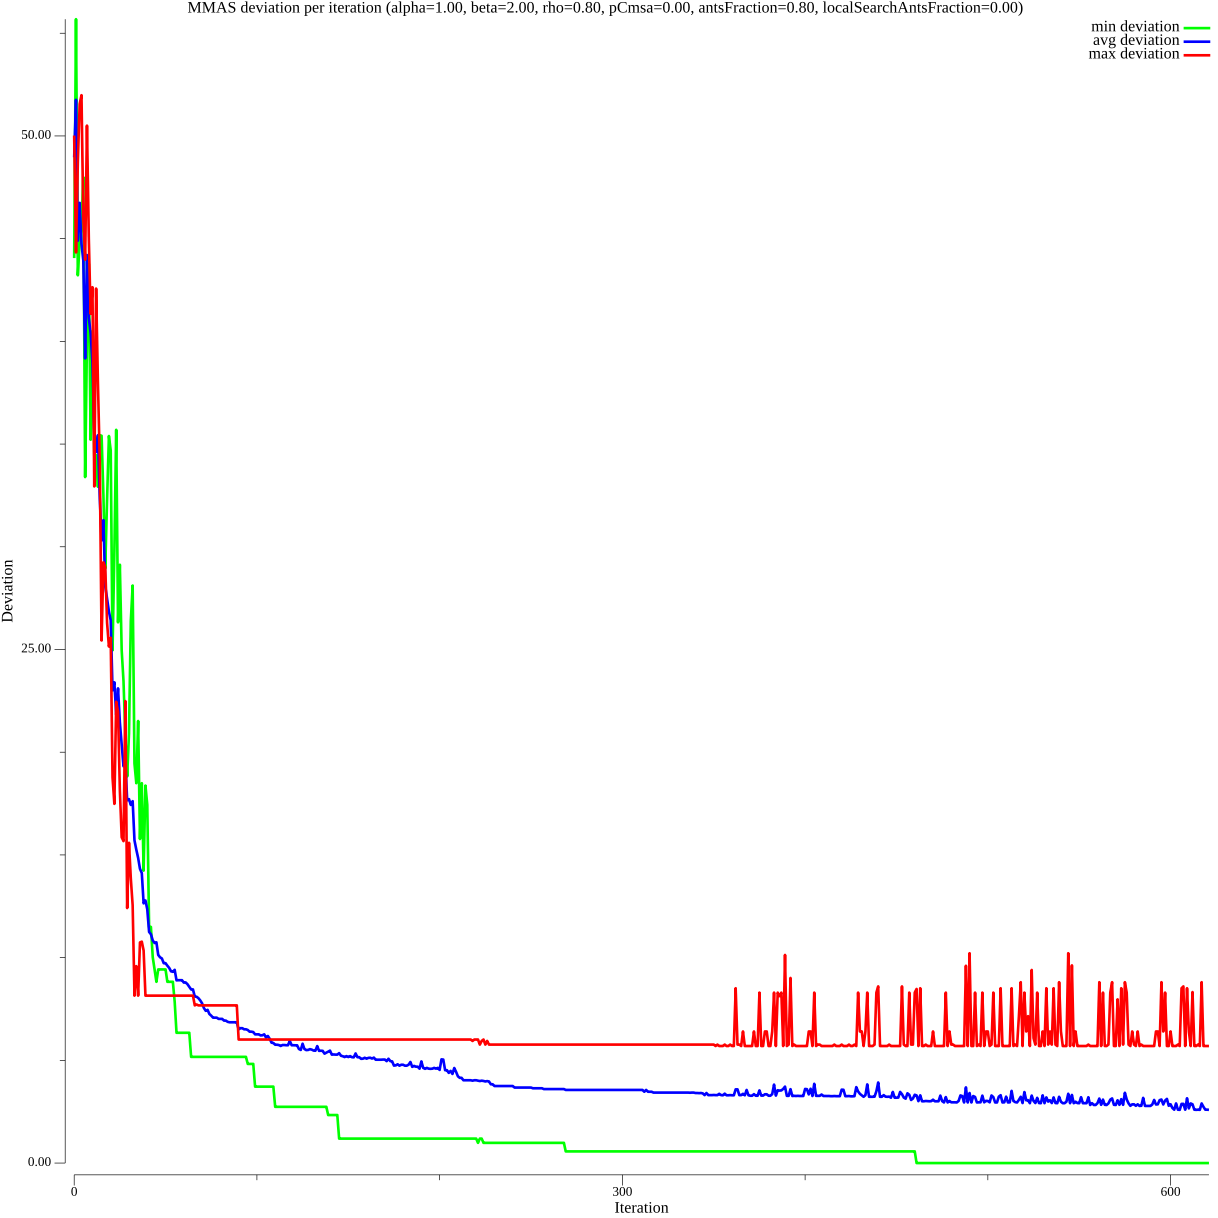 MMAS deviation per iteration (alpha=1.00, beta=2.00, rho=0.80, pCmsa=0.00, antsFraction=0.80, localSearchAntsFraction=0.00)
min deviation
avg deviation
max deviation
50.00
25.00
0.00
Deviation
0
300
600
Iteration